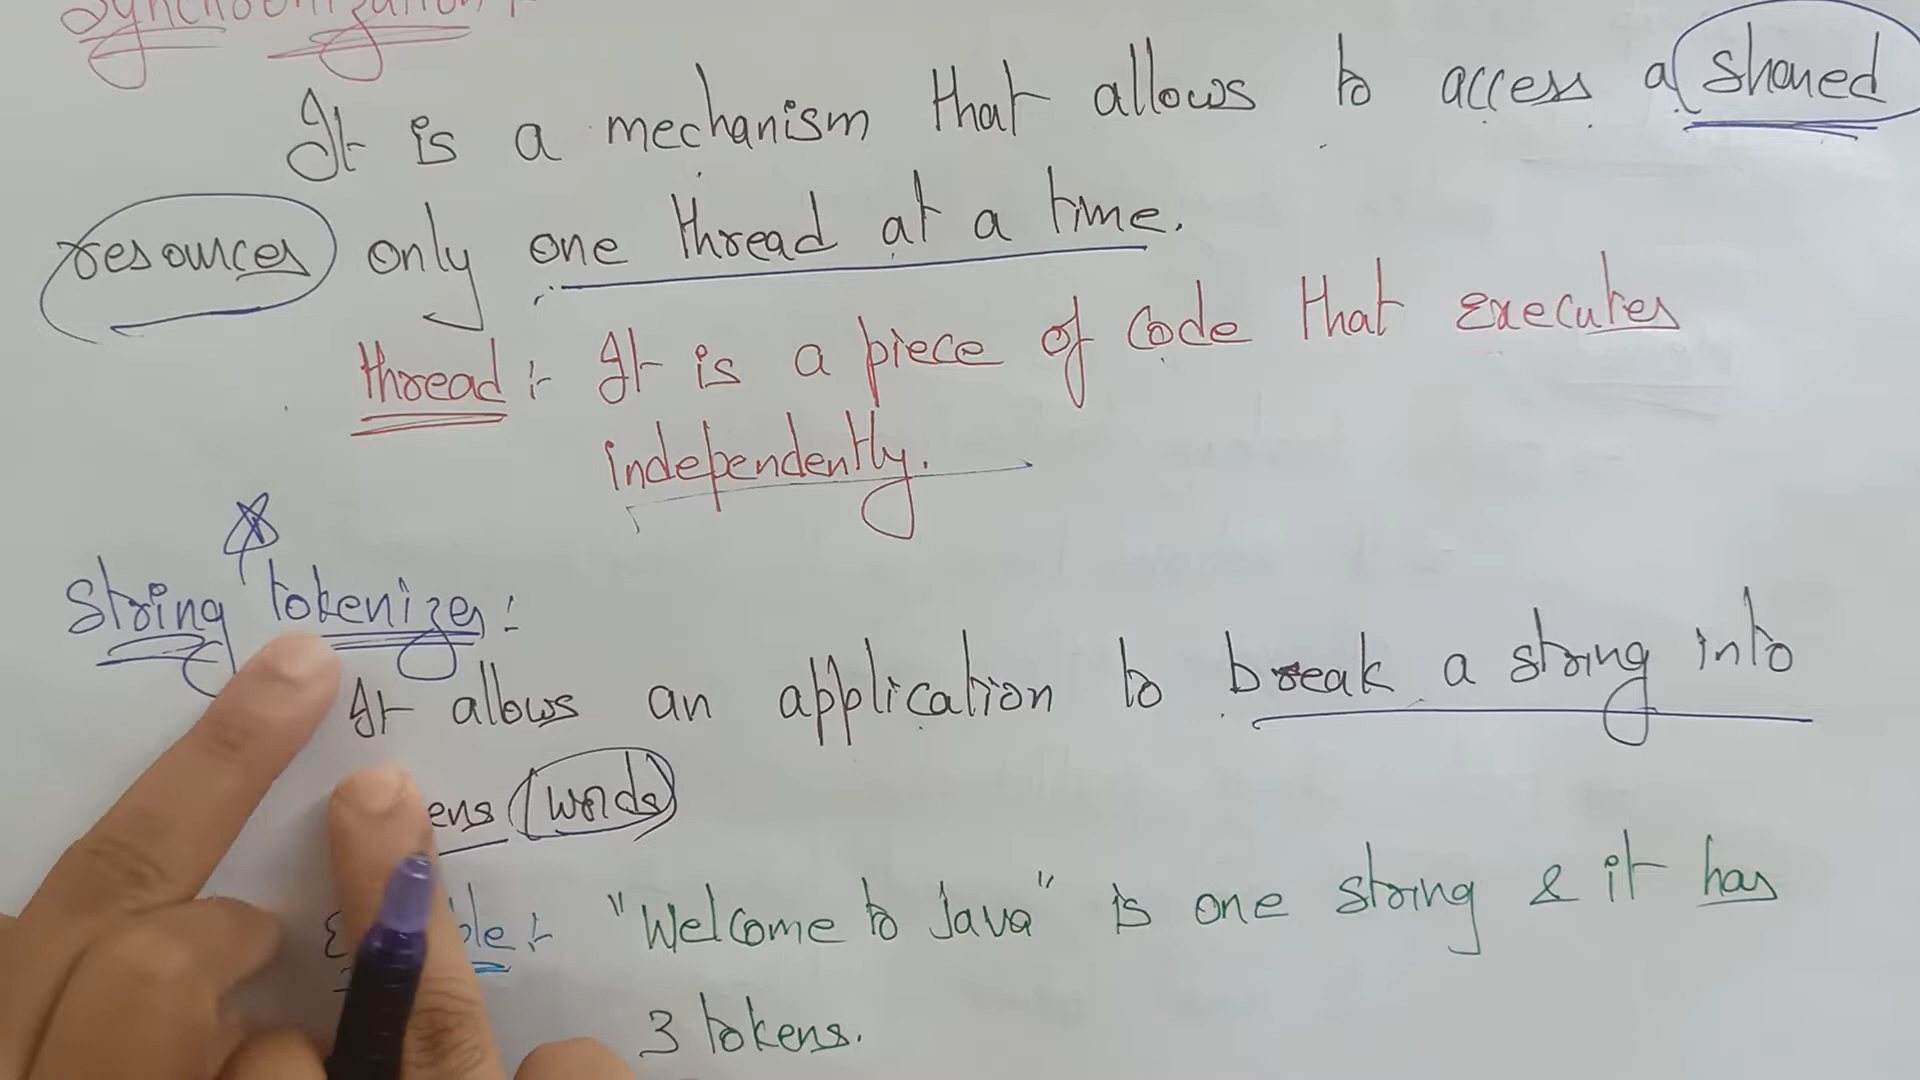 Synchronization :-
It is a mechanism that allows to access a shared
resources only one thread at a time.
thread :- It is a piece of code that executes
independently.
String tokenizer :
It allows an application to break a string into
ens (words)
ple :- "Welcome to Java" is one string & it has
3 tokens.